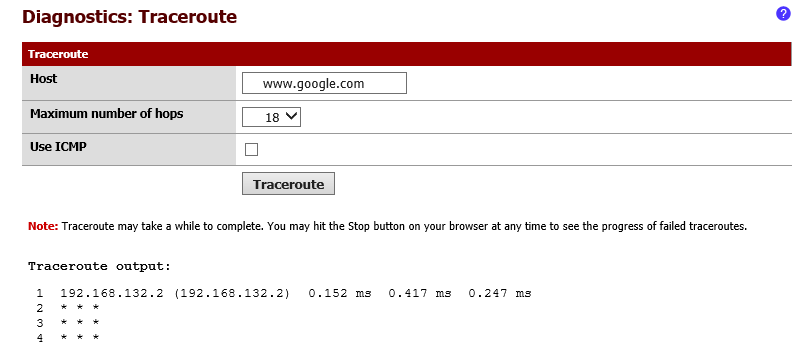 Diagnostics: Traceroute
?
Traceroute
Host www.google.com
Maximum number of hops 18
Use ICMP
Traceroute
Note: Traceroute may take a while to complete. You may hit the Stop button on your browser at any time to see the progress of failed traceroutes.
Traceroute output:
1 192.168.132.2 (192.168.132.2) 0.152 ms 0.417 ms 0.247 ms
2 * * *
3 * * *
4 * * *